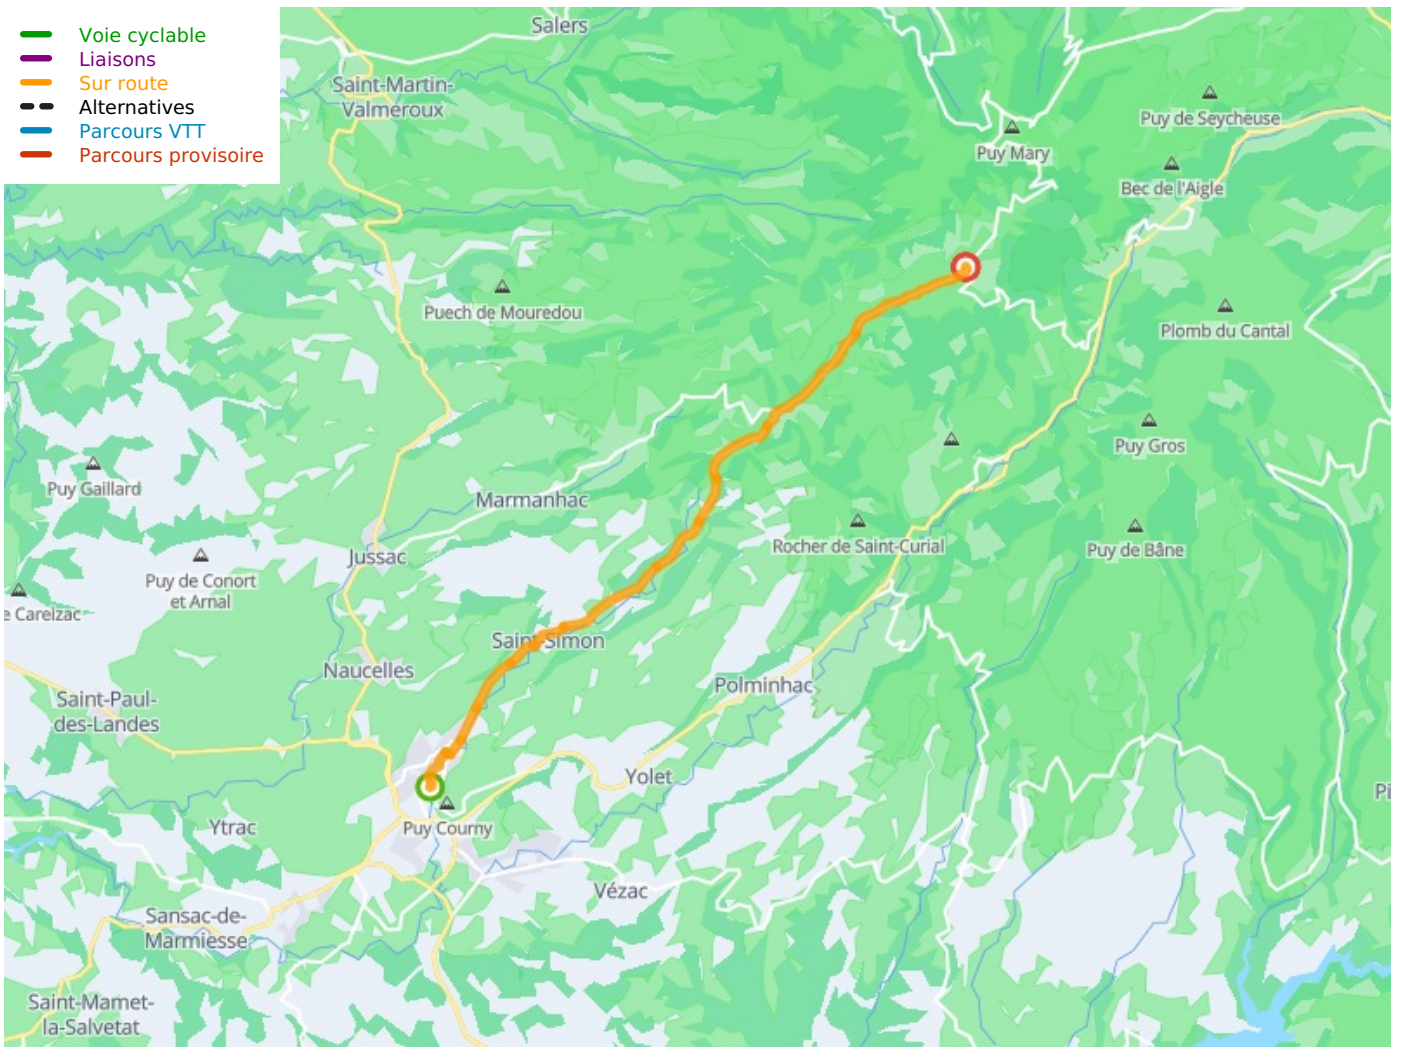 Voie cyclable
Liaisons
Sur route
Alternatives
Parcours VTT
Parcours provisoire
Salers
Saint-Martin-
Valmeroux
Puy de Seycheuse
Puy Mary
Bec de l'Aigle
Puech de Mouredou
Plomb du Cantal
Puy Gros
Puy Gaillard
Marmanhac
Rocher de Saint-Curial
Puy de Bâne
Jussac
Puy de Conort
et Arnal
e Careizac
Saint-Simon
Naucelles
Polminhac
Saint-Paul-
des-Landes
Yolet
Pi
Ytrac
Puy Courny
Vézac
Sansac-de-
Marmiesse
Saint-Mamet-
la-Salvetat